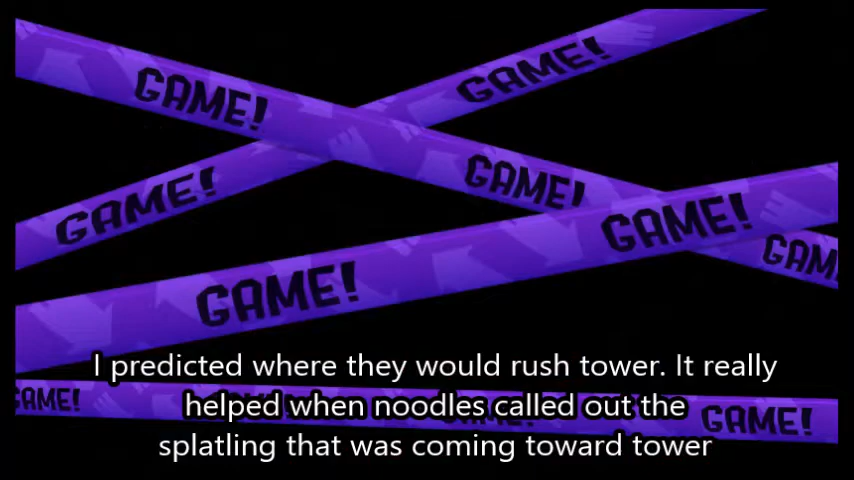 GAME!
GAME!
GAME!
GAME!
GAME!
GAME!
GAM
I predicted where they would rush tower. It really
helped when noodles called out the
splatling that was coming toward tower
GAME!
GAME!